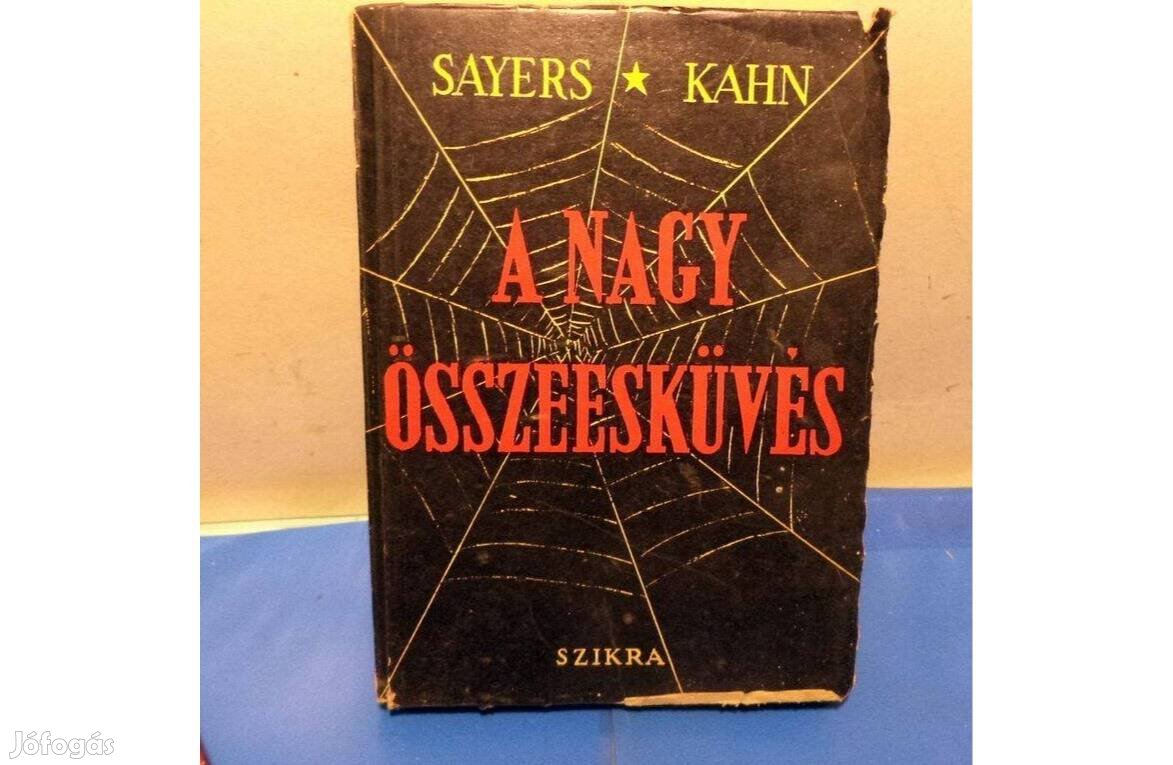 SAYERS ★ KAHN
A NAGY
ÖSSZEESKÜVÉS
SZIKRA
Jófogás